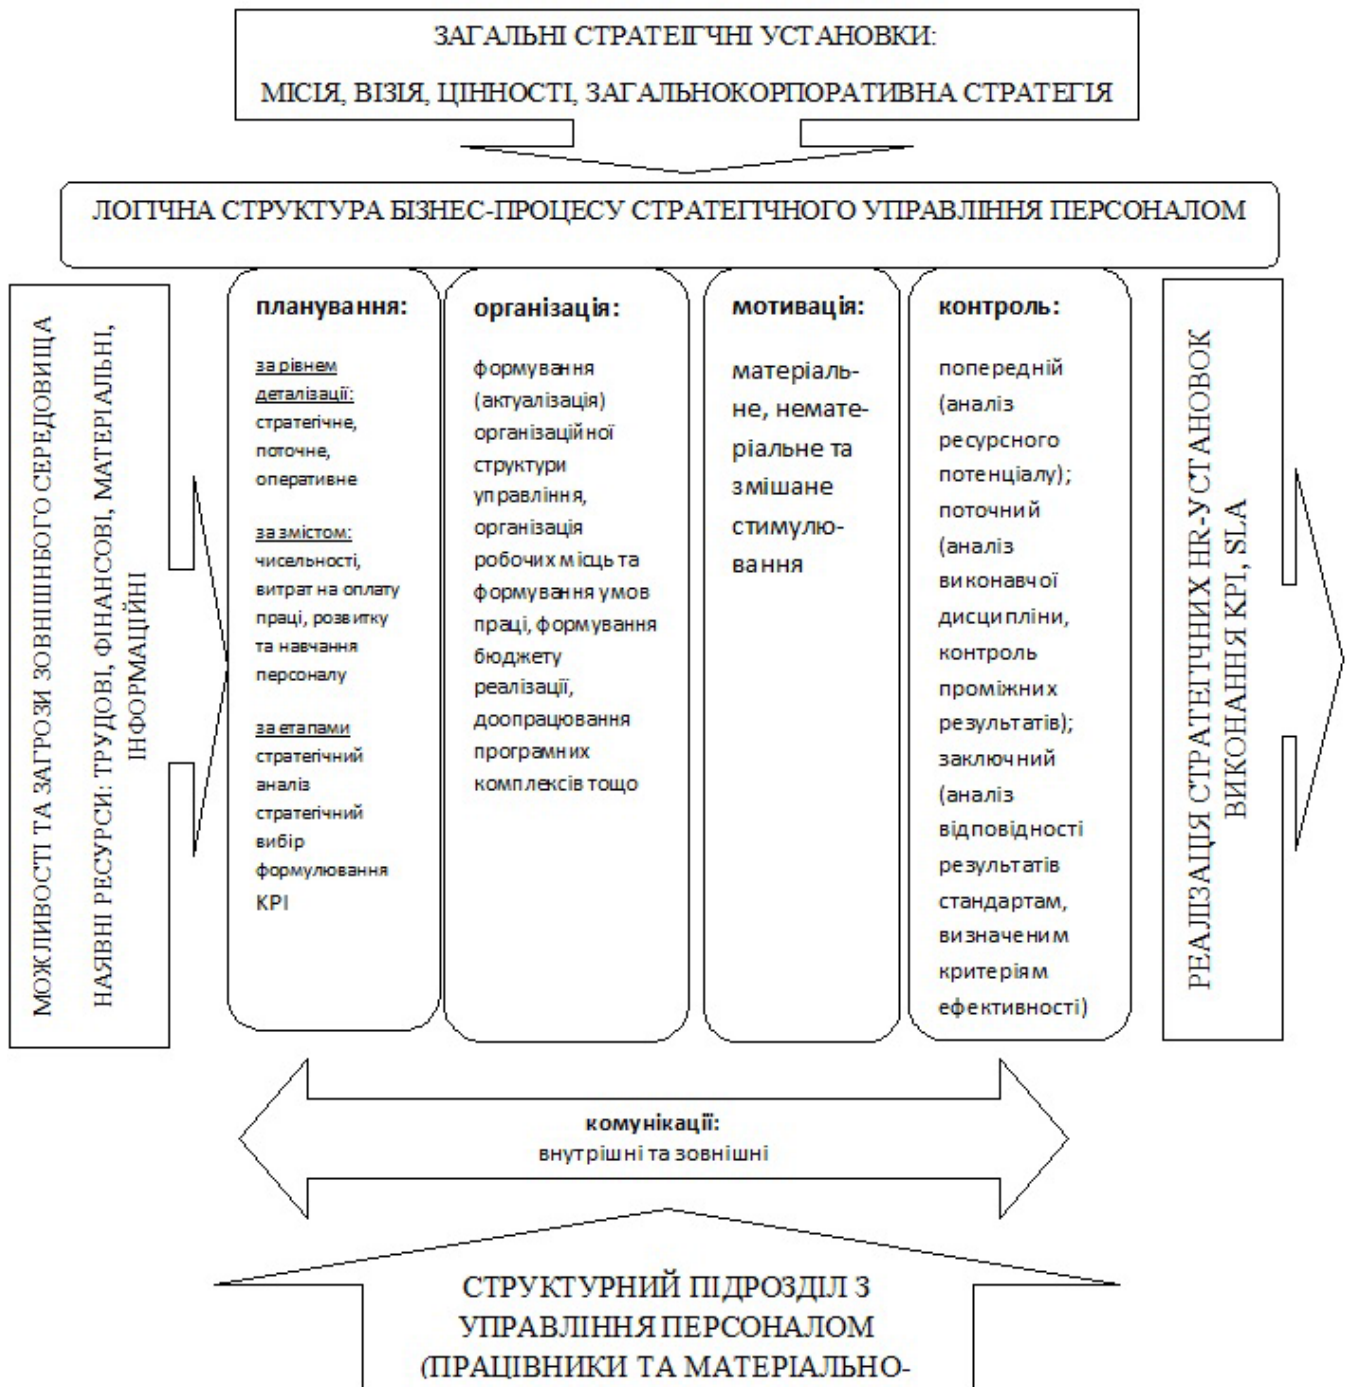 ЗАГАЛЬНІ СТРАТЕІГЧНІ УСТАНОВКИ:
МІСІЯ, ВІЗІЯ, ЦІННОСТІ, ЗАГАЛЬНОКОРПОРАТИВНА СТРАТЕГІЯ
ЛОГІЧНА СТРУКТУРА БІЗНЕС-ПРОЦЕСУ СТРАТЕГІЧНОГО УПРАВЛІННЯ ПЕРСОНАЛОМ
МОЖЛИВОСТІ ТА ЗАГРОЗИ ЗОВНІШНЬОГО СЕРЕДОВИЩА
НАЯВНІ РЕСУРСИ: ТРУДОВІ, ФІНАНСОВІ, МАТЕРІАЛЬНІ,
ІНФОРМАЦІЙНІ
планування:
за рівнем
деталізації:
стратегічне,
поточне,
оперативне
за змістом:
чисельності,
витрат на оплату
праці, розвитку
та навчання
персоналу
за етапами
стратегічний
аналіз
стратегічний
вибір
формулювання
KPI
організація:
формування
(актуалізація)
організаційної
структури
управління,
організація
робочих місць та
формування умов
праці, формування
бюджету
реалізації,
доопрацювання
програмних
комплексів тощо
мотивація:
матеріаль-
не, немате-
ріальне та
змішане
стимулю-
вання
контроль:
попередній
(аналіз
ресурсного
потенціалу);
поточний
(аналіз
виконавчої
дисципліни,
контроль
проміжних
результатів);
заключний
(аналіз
відповідності
результатів
стандартам,
визначеним
критеріям
ефективності)
РЕАЛІЗАЦІЯ СТРАТЕГІЧНИХ HR-УСТАНОВОК
ВИКОНАННЯ KPI, SLA
комунікації:
внутрішні та зовнішні
СТРУКТУРНИЙ ПІДРОЗДІЛ З
УПРАВЛІННЯ ПЕРСОНАЛОМ
(ПРАЦІВНИКИ ТА МАТЕРІАЛЬНО-